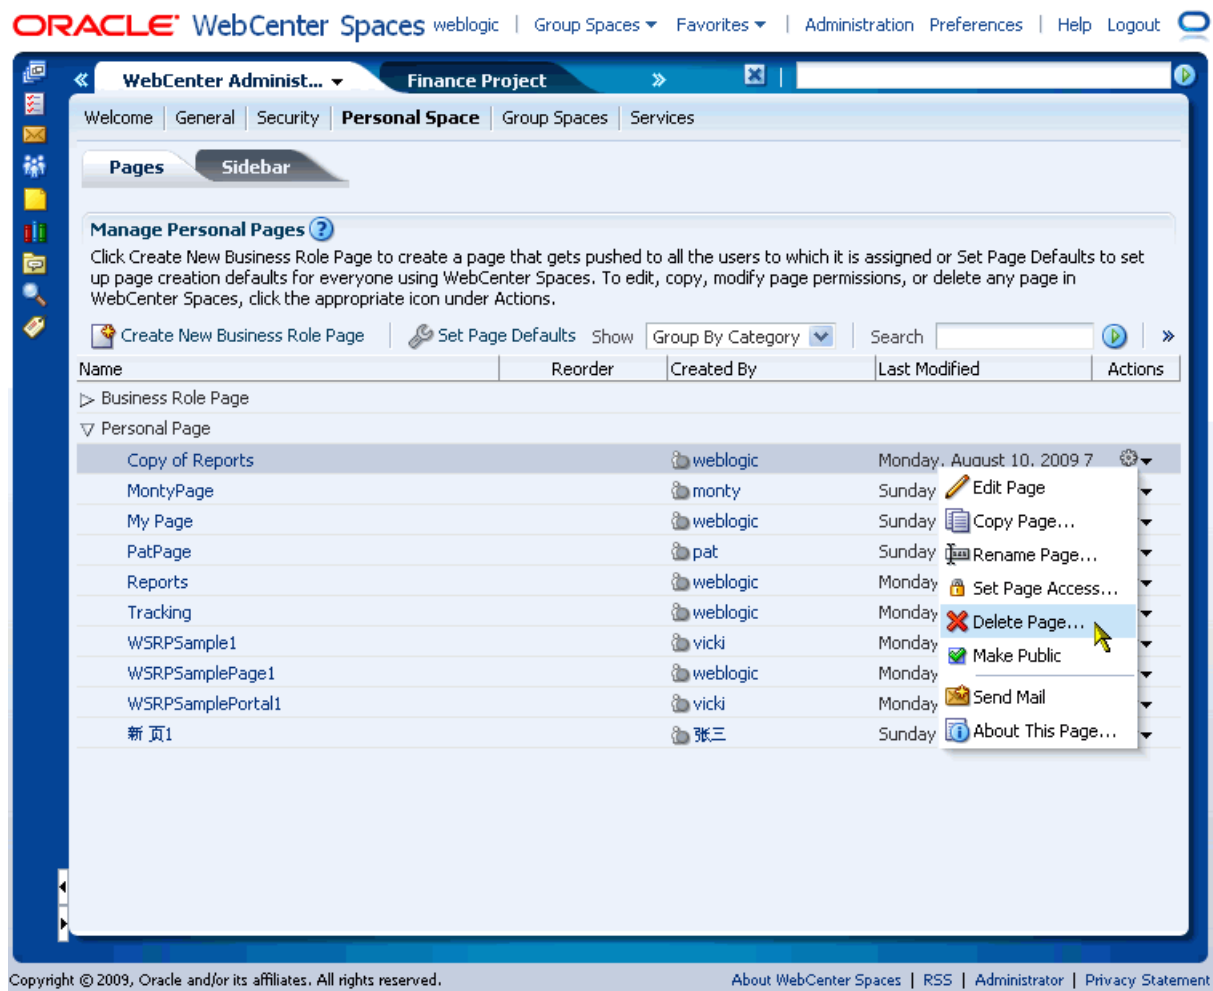 ORACLE WebCenter Spaces weblogic | Group Spaces Favorites | Administration Preferences | Help Logout
WebCenter Administ... Finance Project
Welcome General Security Personal Space Group Spaces Services
Pages Sidebar
Manage Personal Pages ?
Click Create New Business Role Page to create a page that gets pushed to all the users to which it is assigned or Set Page Defaults to set
up page creation defaults for everyone using WebCenter Spaces. To edit, copy, modify page permissions, or delete any page in
WebCenter Spaces, click the appropriate icon under Actions.
Create New Business Role Page Set Page Defaults Show Group By Category Search
Name Reorder Created By Last Modified Actions
Business Role Page
Personal Page
Copy of Reports weblogic Monday, August 10, 2009 7
MontyPage monty Sunday Edit Page
My Page weblogic Sunday Copy Page...
PatPage pat Sunday Rename Page...
Reports weblogic Monday Set Page Access...
Tracking weblogic Monday Delete Page...
WSRPSample1 vicki Monday Make Public
WSRPSamplePage1 weblogic Monday
WSRPSamplePortal1 vicki Monday Send Mail
新 页1 张三 Sunday About This Page...
Copyright © 2009, Oracle and/or its affiliates. All rights reserved. About WebCenter Spaces | RSS | Administrator | Privacy Statement